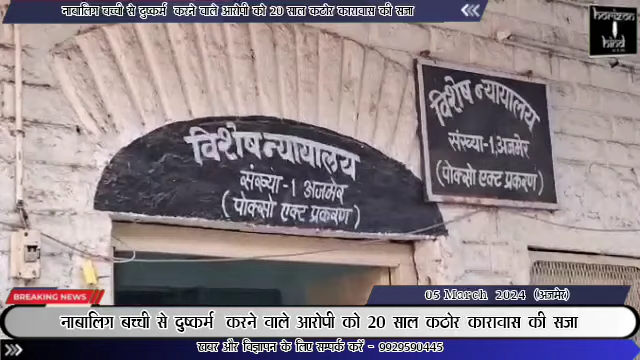 नाबालिग बच्ची से दुष्कर्म करने वाले आरोपी को 20 साल कठोर कारावास की सजा
horizon
hind
विशेष न्यायालय
संख्या-1 अजमेर
(पोक्सो एक्ट प्रकरण)
विशेष न्यायालय
संख्या-1, अजमेर
(पोक्सो एक्ट प्रकरण)
BREAKING NEWS
05 March 2024 (अजमेर)
नाबालिग बच्ची से दुष्कर्म करने वाले आरोपी को 20 साल कठोर कारावास की सजा
खबर और विज्ञापन के लिए सम्पर्क करें - 9929590445